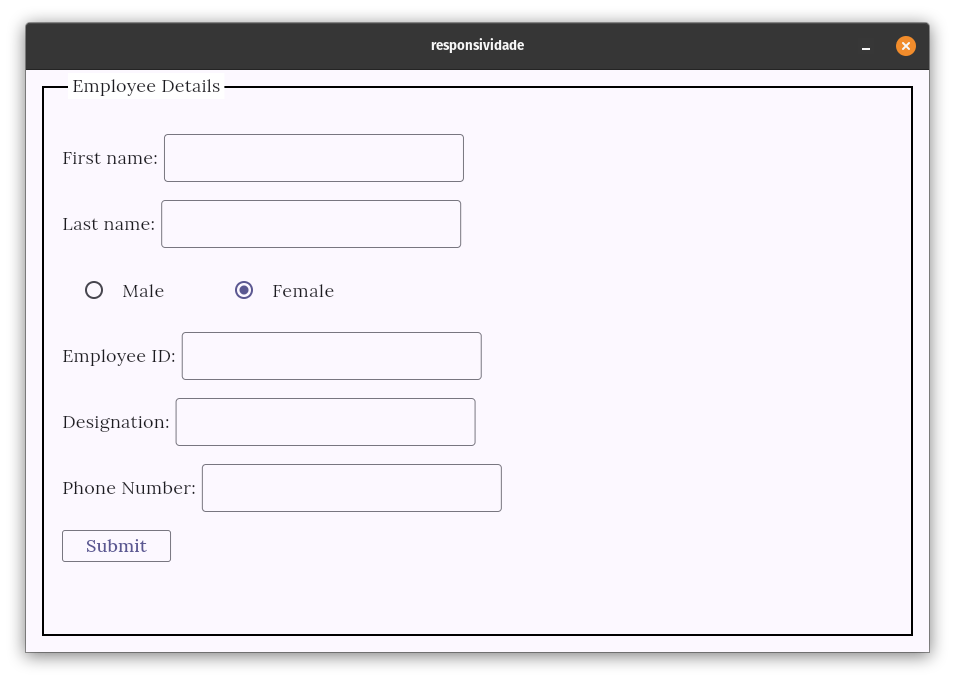 responsividade
Employee Details
First name:
Last name:
Male Female
Employee ID:
Designation:
Phone Number:
Submit